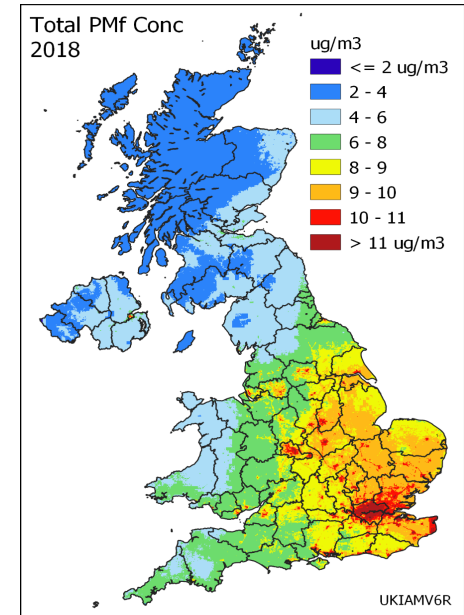 Total PMf Conc
2018
ug/m3
<= 2 ug/m3
2 - 4
4 - 6
6 - 8
8 - 9
9 - 10
10 - 11
> 11 ug/m3
UKIAMV6R